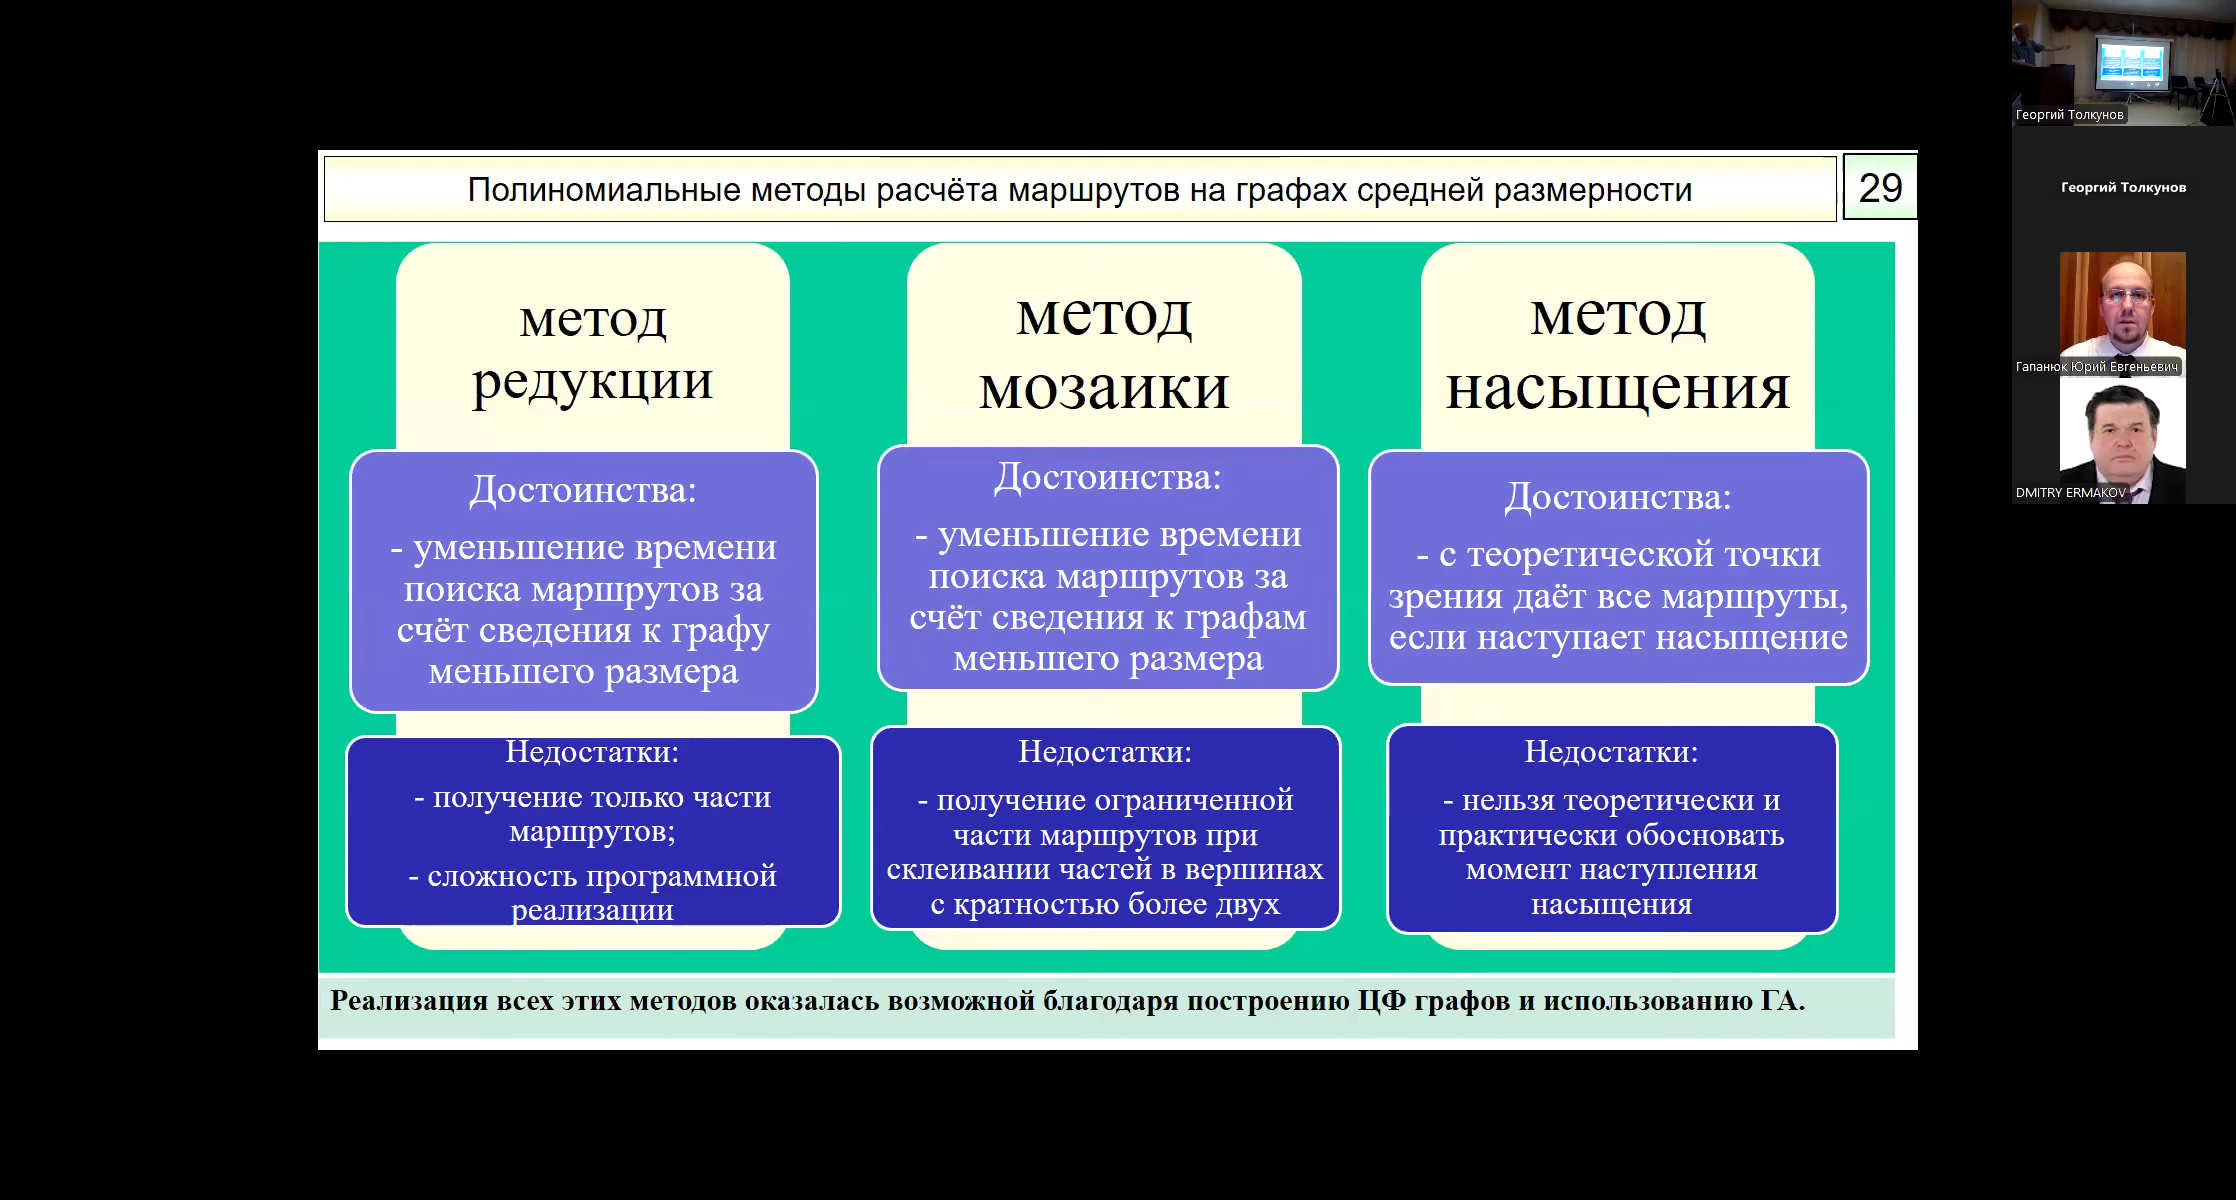 Полиномиальные методы расчёта маршрутов на графах средней размерности
29
метод
редукции
Достоинства:
- уменьшение времени
поиска маршрутов за
счёт сведения к графу
меньшего размера
Недостатки:
- получение только части
маршрутов;
- сложность программной
реализации
метод
мозаики
Достоинства:
- уменьшение времени
поиска маршрутов за
счёт сведения к графам
меньшего размера
Недостатки:
- получение ограниченной
части маршрутов при
склеивании частей в вершинах
с кратностью более двух
метод
насыщения
Достоинства:
- с теоретической точки
зрения даёт все маршруты,
если наступает насыщение
Недостатки:
- нельзя теоретически и
практически обосновать
момент наступления
насыщения
Реализация всех этих методов оказалась возможной благодаря построению ЦФ графов и использованию ГА.
Георгий Толкунов
Георгий Толкунов
Гапанюк Юрий Евгеньевич
DMITRY ERMAKOV